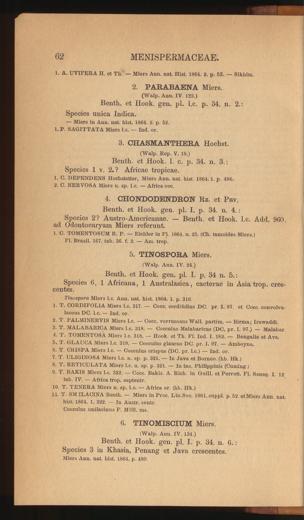 62 MENISPERMACEAE.
1. A. UVIFERA H. et Th. — Miers Ann. nat. Hist. 1864. 2. p. 52. — Sikkim.
2. PARABAENA Miers.
(Walp. Ann. IV. 123.)
Benth. et Hook. gen. pl. I.c. p. 34. n. 2.:
Species unica Indica.
— Miers in Ann. nat. hist. 1864. 2. p. 52.
1. P. SAGITTATA Miers l.c. — Ind. or.
3. CHASMANTHERA Hochst.
(Walp. Rep. V. 18.)
Benth. et Hook. l. c. p. 34. n. 3.:
Species 1 v. 2.? Africae tropicae.
1. C. DEPENDENS Hochstetter, Miers Ann. nat. hist. 1864. 1. p. 486.
2. C. NERVOSA Miers n. sp. l.c. — Africa occ.
4. CHONDODENDRON Rz. et Pav.
Benth. et Hook. gen. pl. I. p. 34. n. 4.:
Species 2? Austro-Americanae. — Benth. et Hook. l.c. Add. 960.
ad Odontocaryum Miers referunt.
1. C. TOMENTOSUM R. P. — Eichler in Fl. 1864. n. 25. (Ch. tamoides Miers.)
Fl. Brasil. 167. tab. 36. f. 2. — Am. trop.
5. TINOSPORA Miers.
(Walp. Ann. IV. 24.)
Benth. et Hook. gen. pl. I. p. 34 n. 5.:
Species 6, 1 Africana, 1 Australasica, caeterae in Asia trop. crescentes.
Tinospora Miers l.c. Ann. nat. hist. 1864. 1. p. 316.
1. T. CORDIFOLIA Miers l.c. 317. — Cocc. cordifolius DC. pr. I. 97. et Cocc. convolvulaceus DC. l.c. — Ind. or.
2. T. PALMINERVIS Miers l.c. — Cocc. verrucosus Wall. partim. — Birma; Irawaddi.
3. T. MALABARICA Miers l.c. 318. — Cocculus Malabaricus (DC. pr. I. 97.) — Malabar
4. T. TOMENTOSA Miers l.c. 318. — Hook. et Th. Fl. Ind. I. 183. — Bengalia et Ava.
5. T. GLAUCA Miers l.c. 319. — Cocculus glaucus DC. pr. I. 97. — Amboyna.
6. T. CRISPA Miers l.c. — Cocculus crispus (DC. pr. l.c.) — Ind. or.
7. T. ULIGINOSA Miers l.c. n. sp. p. 321. — In Java et Borneo (hb. Hk.)
8. T. RETICULATA Miers l.c. n. sp. p. 321. — In ins. Philippinis (Cuming.)
9. T. BAKIS Miers l.c. 322. — Cocc. Bakis A. Rich. in Guill. et Perrott. Fl. Seneg. I. 12
tab. IV. — Africa trop. septentr.
10. T. TENERA Miers n. sp. l.c. — Africa or. (hb. Hk.)
11. T. SMILACINA Benth. — Miers in Proc. Lin. Soc. 1861. suppl. p. 52. et Miers Ann. nat.
hist. 1864. 1. 322. — In Austr. centr.
Cocculus smilacinus F. Müll. ms.
6. TINOMISCIUM Miers.
(Walp. Ann. IV. 134.)
Benth. et Hook. gen. pl. I. p. 34. n. 6.:
Species 3 in Khasia, Penang et Java crescentes.
Miers Ann. nat. hist. 1864. p. 489.